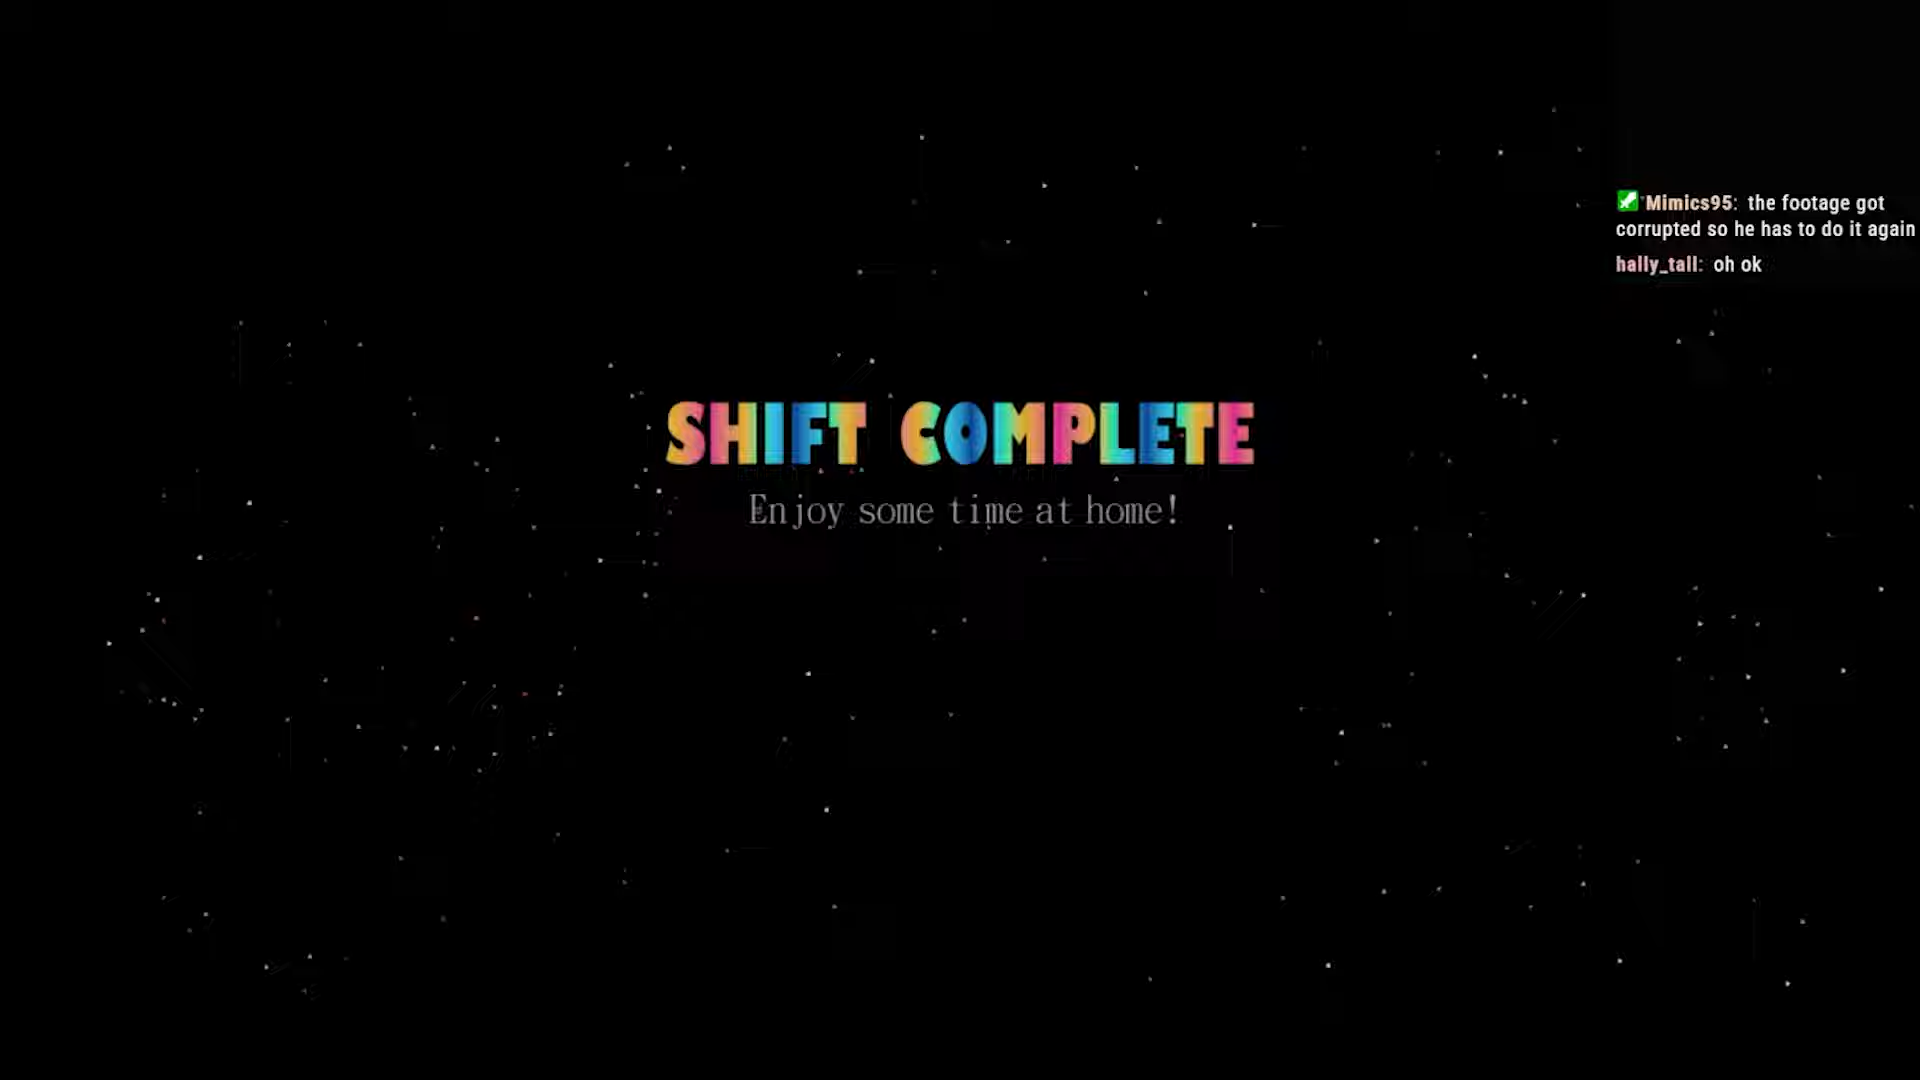 SHIFT COMPLETE
Enjoy some time at home!
Mimics95: the footage got
corrupted so he has to do it again
hally_tall: oh ok